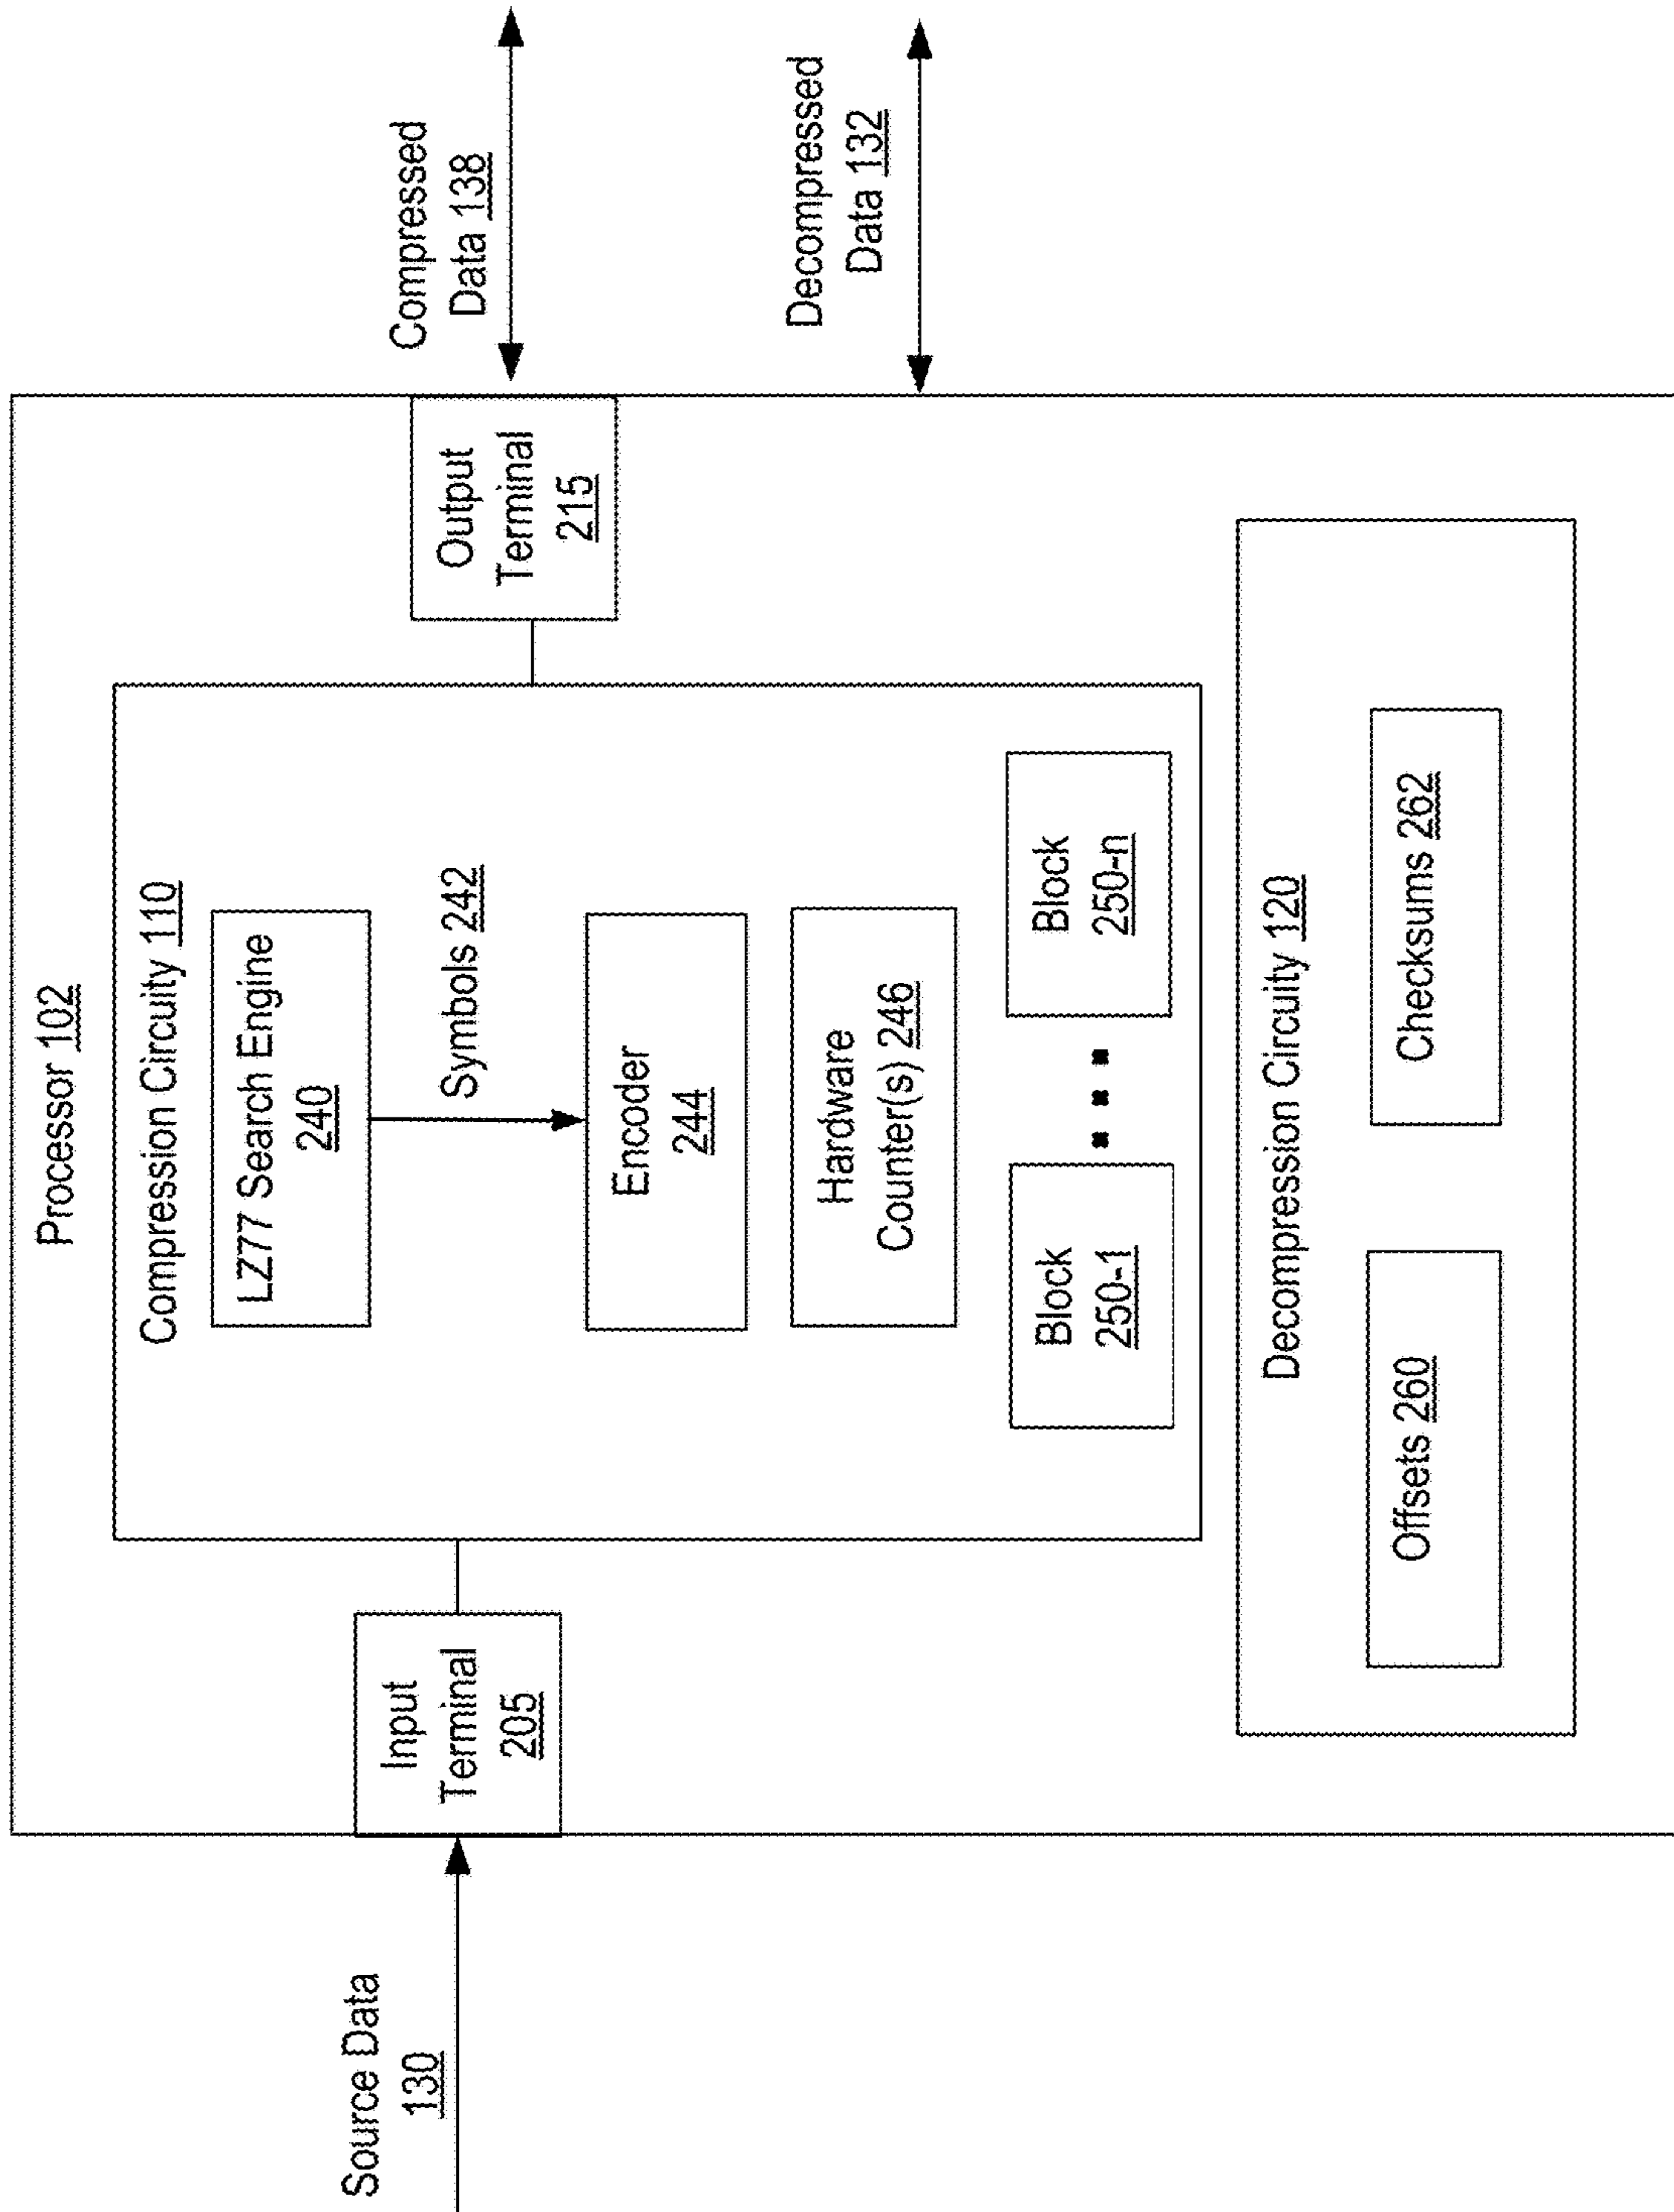 Processor 102
Source Data
130
Input
Terminal
205
Compression Circuity 110
LZ77 Search Engine
240
Symbols 242
Encoder
244
Hardware
Counter(s) 246
Block
250-1
Block
250-n
Output
Terminal
215
Compressed
Data 138
Decompressed
Data 132
Decompression Circuity 120
Offsets 260
Checksums 262